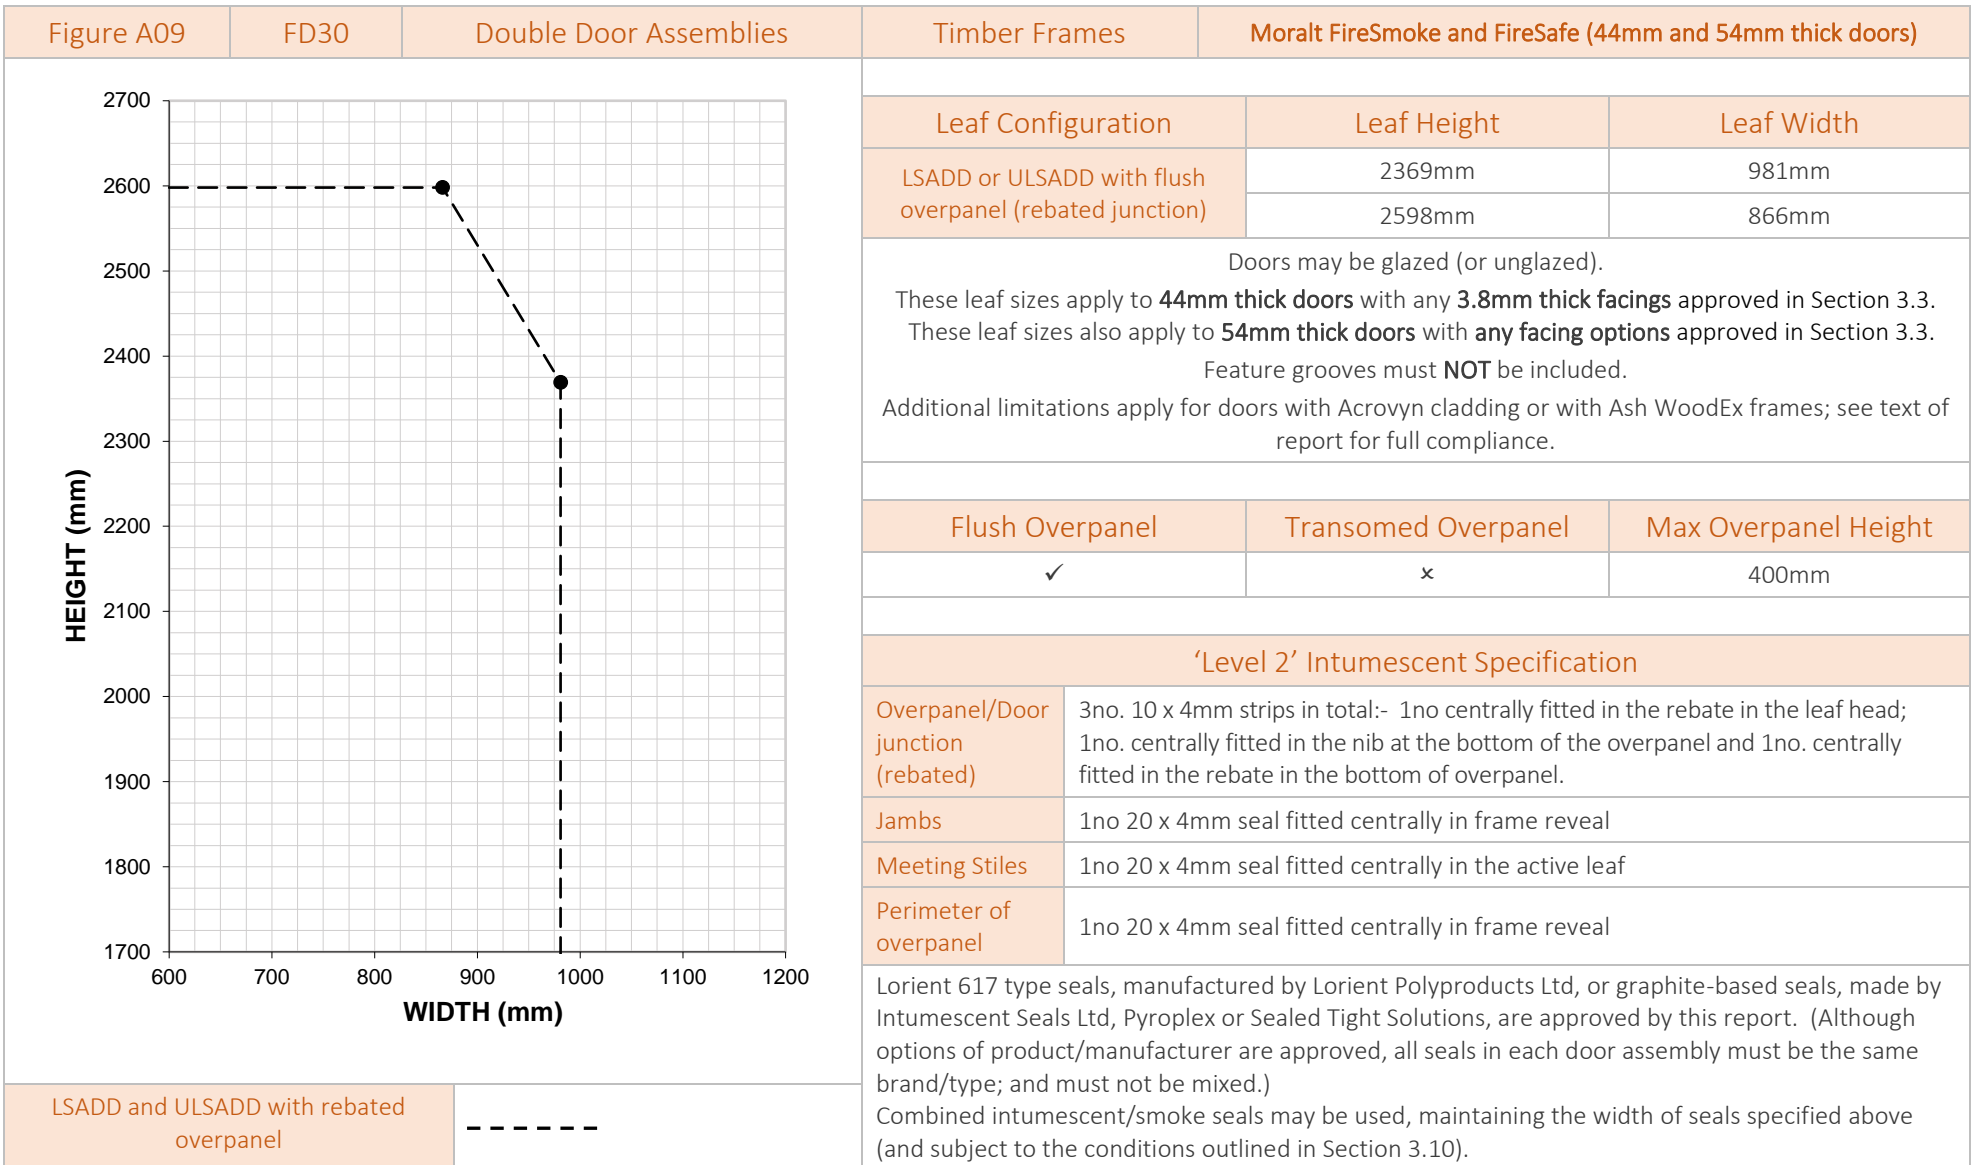 Figure A09 FD30 Double Door Assemblies Timber Frames Moralt FireSmoke and FireSafe (44mm and 54mm thick doors)
2700
2600
2500
2400
2300
2200
2100
2000
1900
1800
1700
HEIGHT (mm)
600 700 800 900 1000 1100 1200
WIDTH (mm)
LSADD and ULSADD with rebated
overpanel
Leaf Configuration Leaf Height Leaf Width
LSADD or ULSADD with flush
overpanel (rebated junction)
2369mm 981mm
2598mm 866mm
Doors may be glazed (or unglazed).
These leaf sizes apply to 44mm thick doors with any 3.8mm thick facings approved in Section 3.3.
These leaf sizes also apply to 54mm thick doors with any facing options approved in Section 3.3.
Feature grooves must NOT be included.
Additional limitations apply for doors with Acrovyn cladding or with Ash WoodEx frames; see text of
report for full compliance.
Flush Overpanel Transomed Overpanel Max Overpanel Height
✓ × 400mm
‘Level 2’ Intumescent Specification
Overpanel/Door
junction
(rebated)
3no. 10 x 4mm strips in total:- 1no centrally fitted in the rebate in the leaf head;
1no. centrally fitted in the nib at the bottom of the overpanel and 1no. centrally
fitted in the rebate in the bottom of overpanel.
Jambs 1no 20 x 4mm seal fitted centrally in frame reveal
Meeting Stiles 1no 20 x 4mm seal fitted centrally in the active leaf
Perimeter of
overpanel
1no 20 x 4mm seal fitted centrally in frame reveal
Lorient 617 type seals, manufactured by Lorient Polyproducts Ltd, or graphite-based seals, made by
Intumescent Seals Ltd, Pyroplex or Sealed Tight Solutions, are approved by this report. (Although
options of product/manufacturer are approved, all seals in each door assembly must be the same
brand/type; and must not be mixed.)
Combined intumescent/smoke seals may be used, maintaining the width of seals specified above
(and subject to the conditions outlined in Section 3.10).